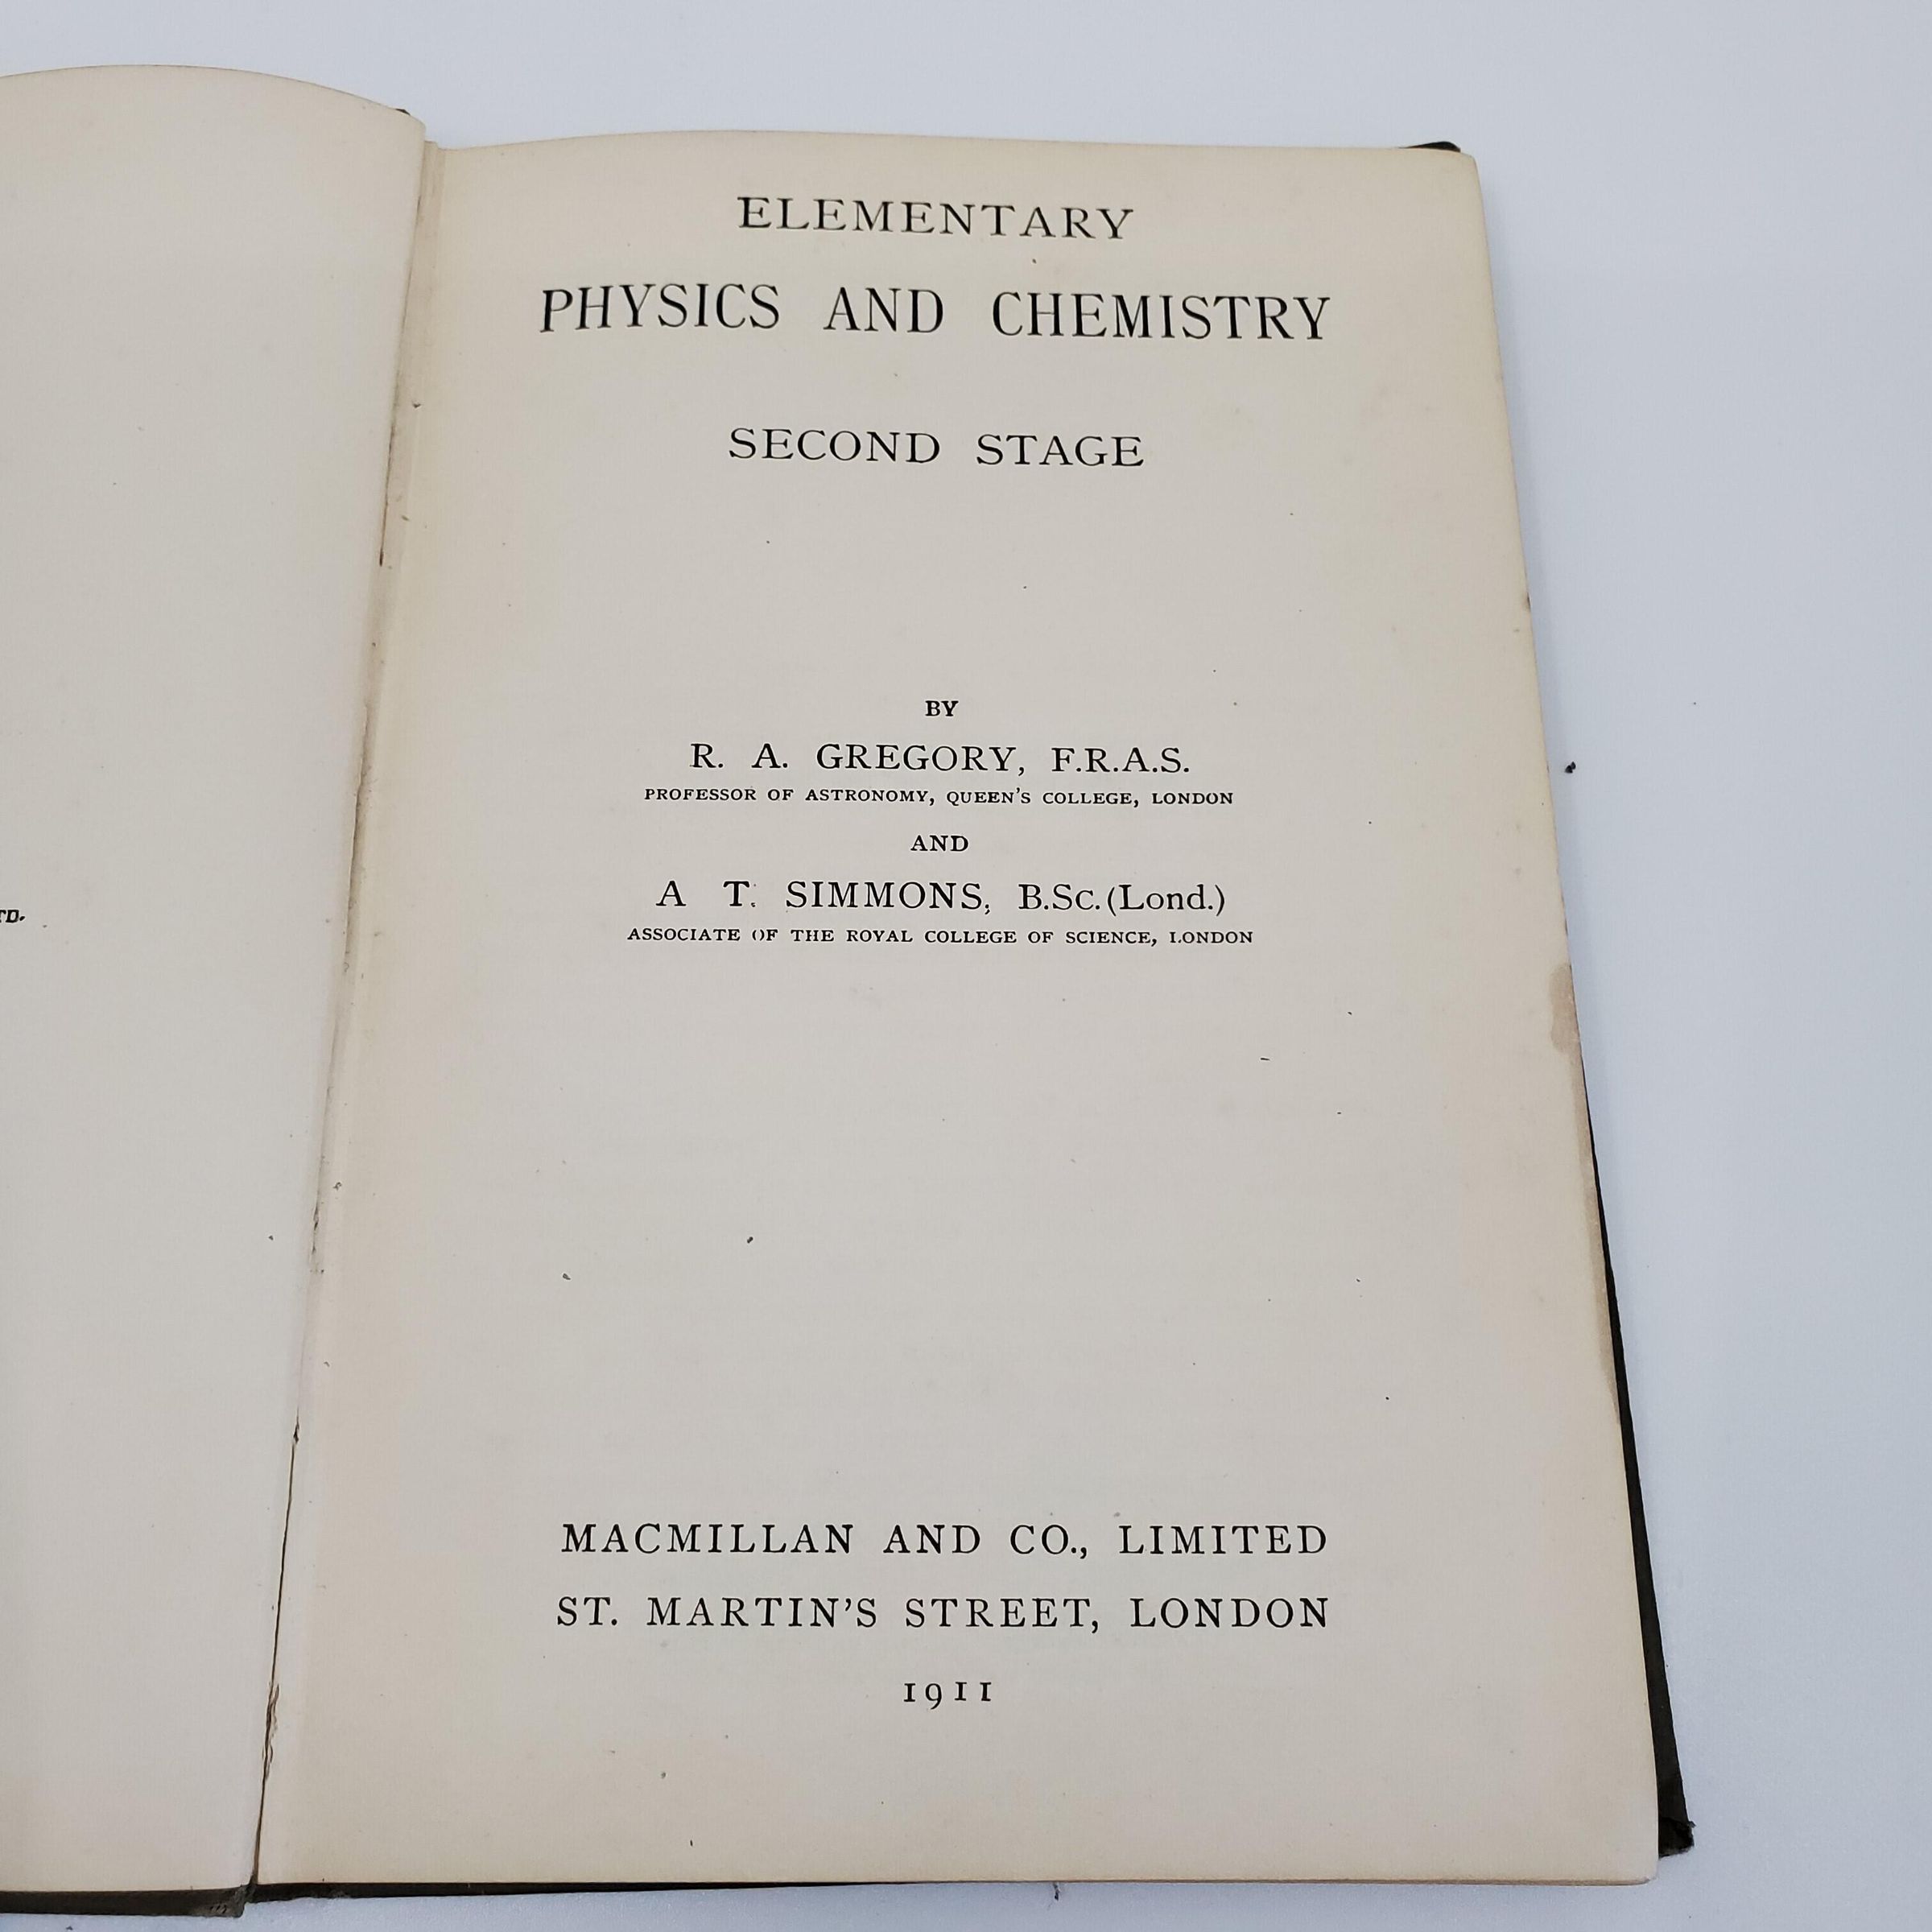 ELEMENTARY
PHYSICS AND CHEMISTRY
SECOND STAGE
BY
R. A. GREGORY, F.R.A.S.
PROFESSOR OF ASTRONOMY, QUEEN'S COLLEGE, LONDON
AND
A T. SIMMONS, B.Sc. (Lond.)
ASSOCIATE OF THE ROYAL COLLEGE OF SCIENCE, LONDON
MACMILLAN AND CO., LIMITED
ST. MARTIN'S STREET, LONDON
1911